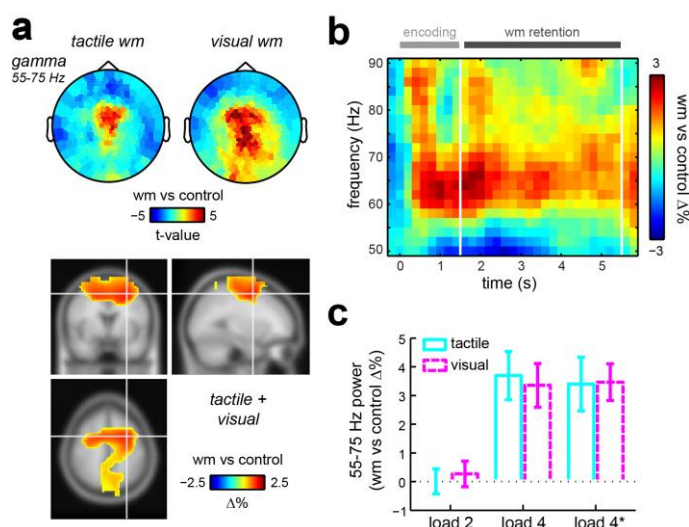 a
tactile wm
visual wm
gamma
55-75 Hz
wm vs control
−5
5
t-value
tactile +
visual
wm vs control
−2.5
2.5
Δ%
b
encoding
wm retention
90
80
70
60
50
frequency (Hz)
0
1
2
3
4
5
time (s)
3
−3
wm vs control Δ%
c
tactile
visual
5
4
3
2
1
0
−1
55-75 Hz power
(wm vs control Δ%)
load 2
load 4
load 4*